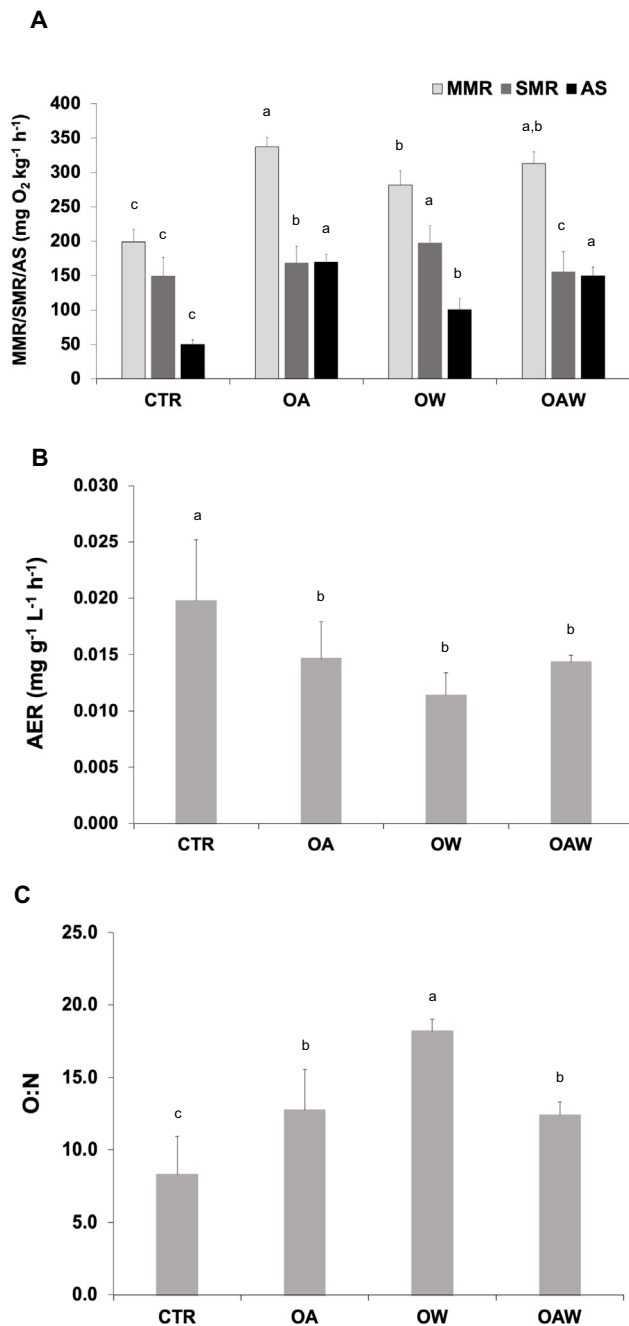 A
MMR SMR AS
MMR/SMR/AS (mg O₂ kg⁻¹ h⁻¹)
400
350
300
250
200
150
100
50
0
c c c
a b a
b a b
a,b c a
CTR OA OW OAW
B
AER (mg g⁻¹ L⁻¹ h⁻¹)
0.030
0.025
0.020
0.015
0.010
0.005
0.000
a b b b
CTR OA OW OAW
C
O:N
25.0
20.0
15.0
10.0
5.0
0.0
c b a b
CTR OA OW OAW